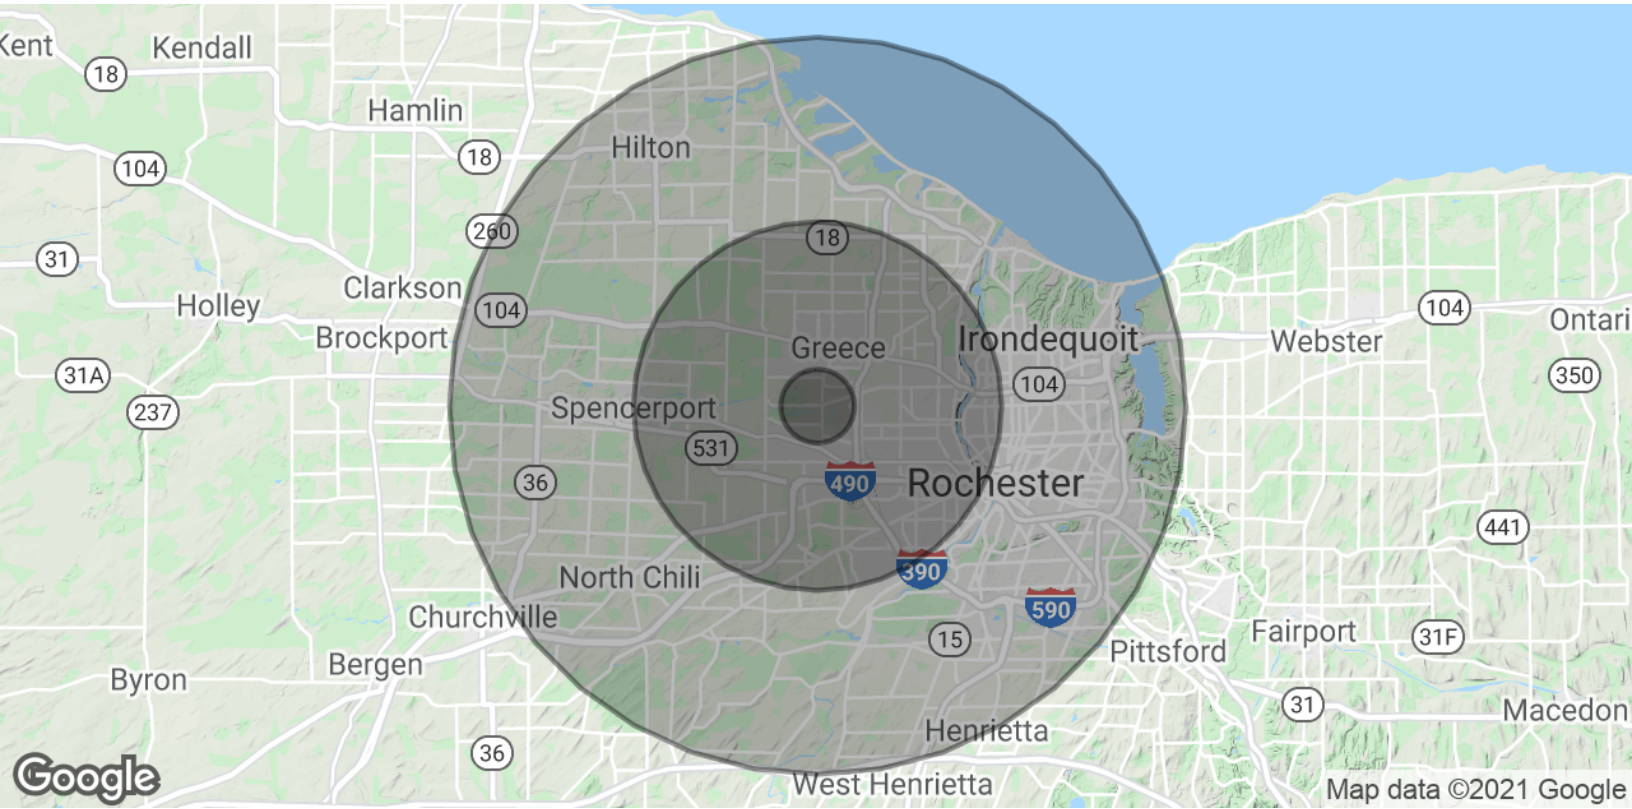 Kent
Kendall
18
Hamlin
Hilton
18
104
260
18
31
Clarkson
Holley
104
104
Ontari
Brockport
Irondequoit
Webster
Greece
31A
104
350
237
Spencerport
531
36
490
Rochester
441
390
North Chili
590
Churchville
15
Fairport
31F
Bergen
Pittsford
Byron
31
Macedon
Henrietta
36
West Henrietta
Google
Map data ©2021 Google